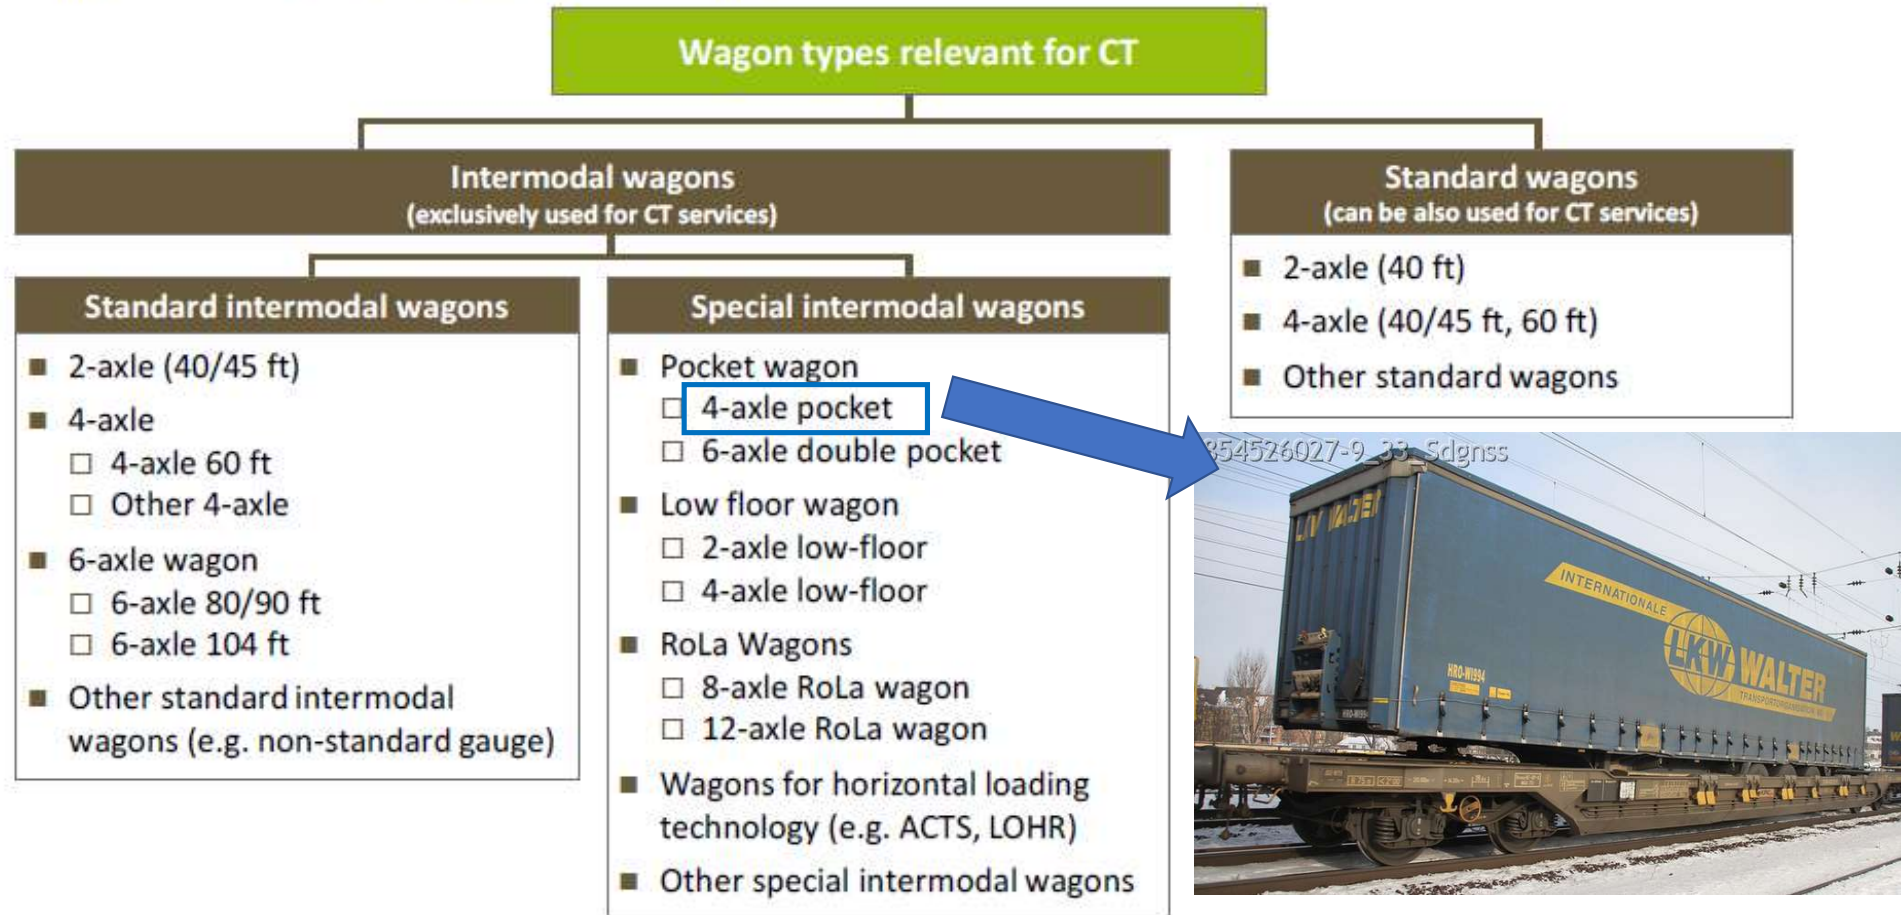 Wagon types relevant for CT
Intermodal wagons
(exclusively used for CT services)
Standard wagons
(can be also used for CT services)
■ 2-axle (40 ft)
■ 4-axle (40/45 ft, 60 ft)
■ Other standard wagons
Standard intermodal wagons
■ 2-axle (40/45 ft)
■ 4-axle
□ 4-axle 60 ft
□ Other 4-axle
■ 6-axle wagon
□ 6-axle 80/90 ft
□ 6-axle 104 ft
■ Other standard intermodal
wagons (e.g. non-standard gauge)
Special intermodal wagons
■ Pocket wagon
□ 4-axle pocket
□ 6-axle double pocket
■ Low floor wagon
□ 2-axle low-floor
□ 4-axle low-floor
■ RoLa Wagons
□ 8-axle RoLa wagon
□ 12-axle RoLa wagon
■ Wagons for horizontal loading
technology (e.g. ACTS, LOHR)
■ Other special intermodal wagons
854526027-9_33_Sdgnss
INTERNATIONALE
LKW WALTER
HRO-WI994